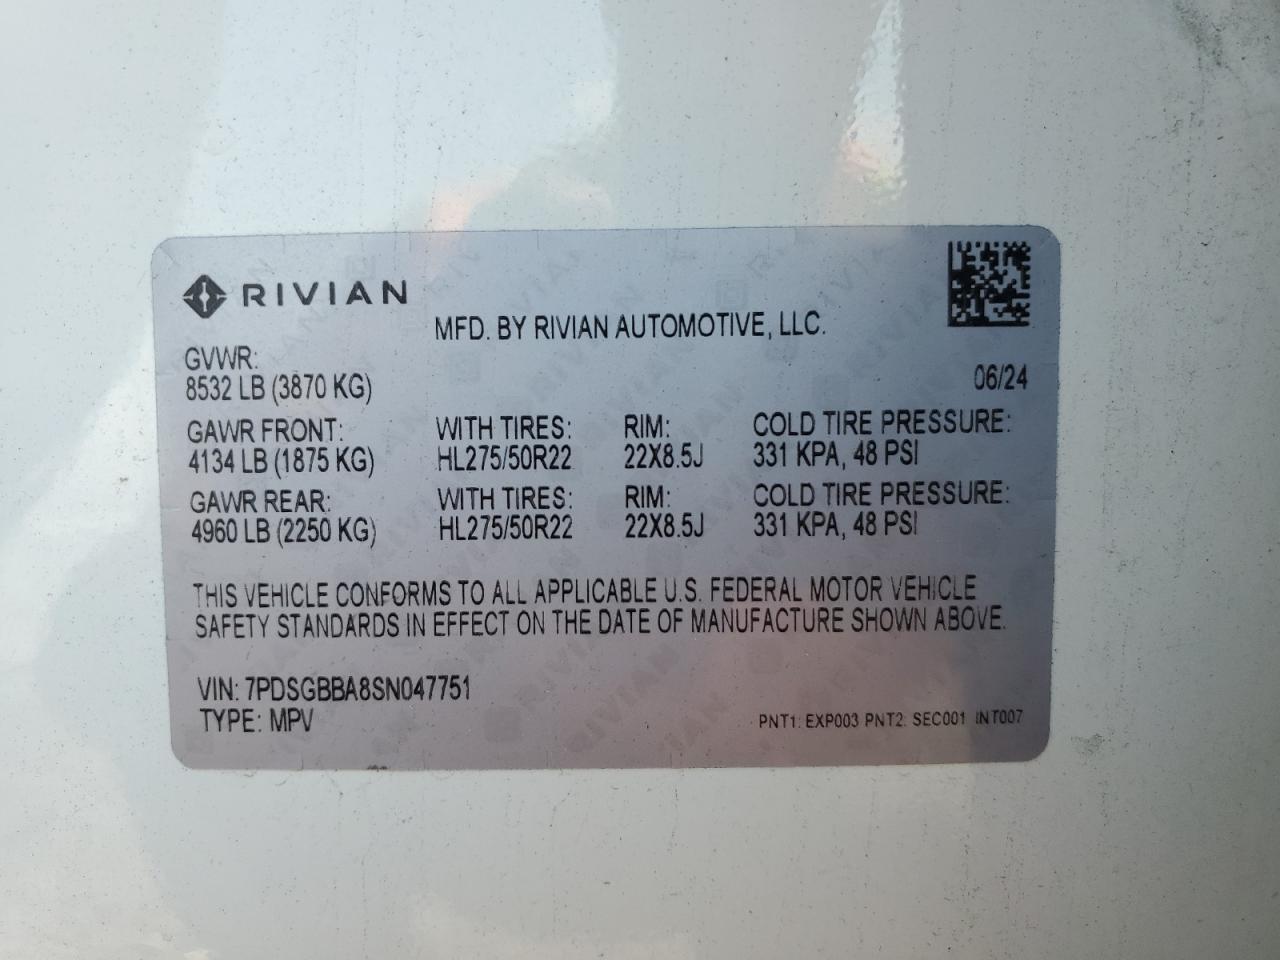 RIVIAN
MFD. BY RIVIAN AUTOMOTIVE, LLC.
GVWR:
8532 LB (3870 KG) 06/24
GAWR FRONT: WITH TIRES: RIM: COLD TIRE PRESSURE:
4134 LB (1875 KG) HL275/50R22 22X8.5J 331 KPA, 48 PSI
GAWR REAR: WITH TIRES: RIM: COLD TIRE PRESSURE:
4960 LB (2250 KG) HL275/50R22 22X8.5J 331 KPA, 48 PSI
THIS VEHICLE CONFORMS TO ALL APPLICABLE U.S. FEDERAL MOTOR VEHICLE
SAFETY STANDARDS IN EFFECT ON THE DATE OF MANUFACTURE SHOWN ABOVE.
VIN: 7PDSGBBA8SN047751
TYPE: MPV PNT1: EXP003 PNT2: SEC001 INT007